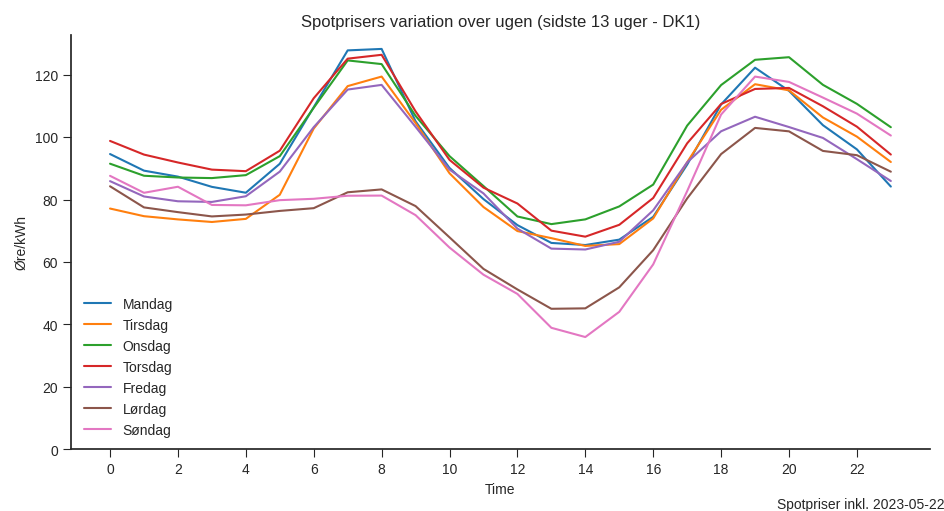 Spotprisers variation over ugen (sidste 13 uger - DK1)
Øre/kWh
120
100
80
60
40
20
0
Mandag
Tirsdag
Onsdag
Torsdag
Fredag
Lørdag
Søndag
0 2 4 6 8 10 12 14 16 18 20 22
Time
Spotpriser inkl. 2023-05-22